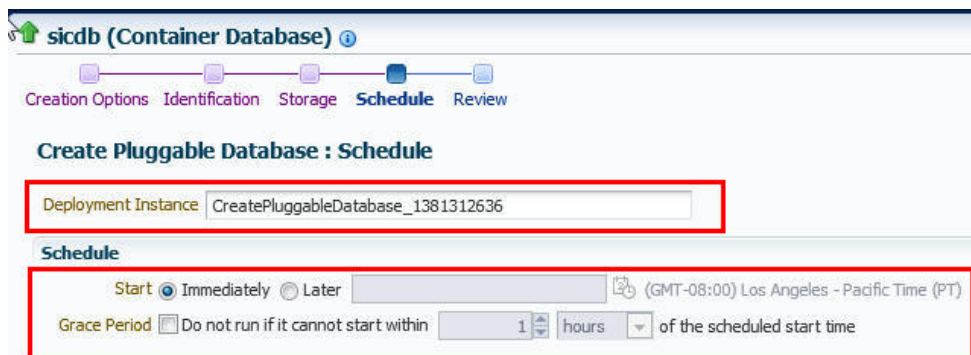 sicdb (Container Database)
Creation Options Identification Storage Schedule Review
Create Pluggable Database : Schedule
Deployment Instance CreatePluggableDatabase_1381312636
Schedule
Start Immediately Later (GMT-08:00) Los Angeles - Pacific Time (PT)
Grace Period Do not run if it cannot start within 1 hours of the scheduled start time